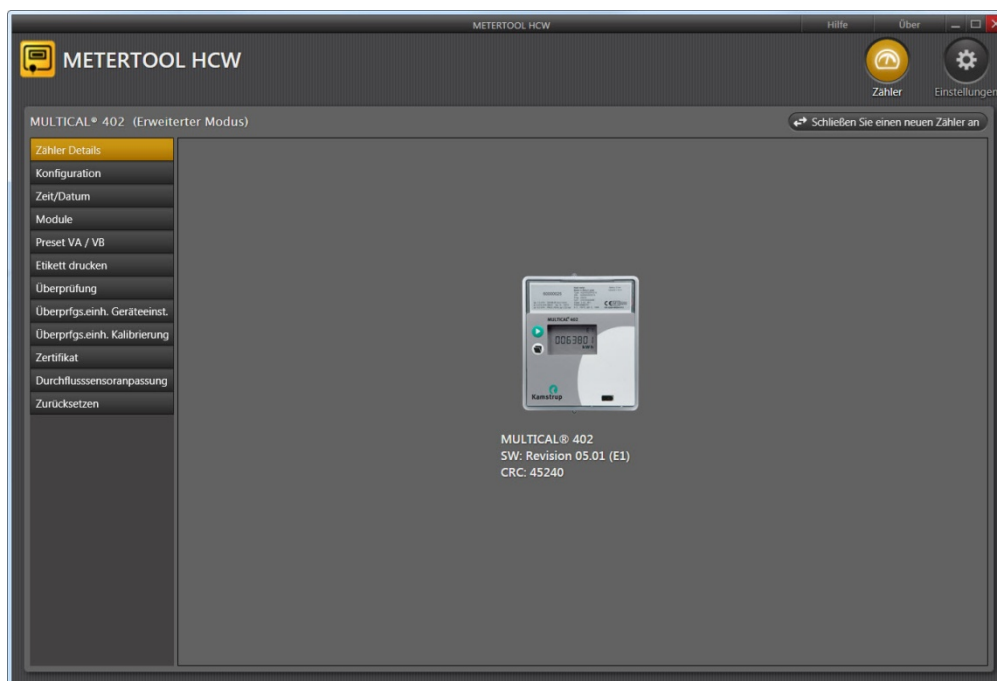 METERTOOL HCW
Hilfe
Über
METERTOOL HCW
Zähler
Einstellungen
MULTICAL® 402 (Erweiterter Modus)
Schließen Sie einen neuen Zähler an
Zähler Details
Konfiguration
Zeit/Datum
Module
Preset VA / VB
Etikett drucken
Überprüfung
Überprfgs.einh. Geräteeinst.
Überprfgs.einh. Kalibrierung
Zertifikat
Durchflusssensoranpassung
Zurücksetzen
MULTICAL® 402
0063801
Kamstrup
MULTICAL® 402
SW: Revision 05.01 (E1)
CRC: 45240